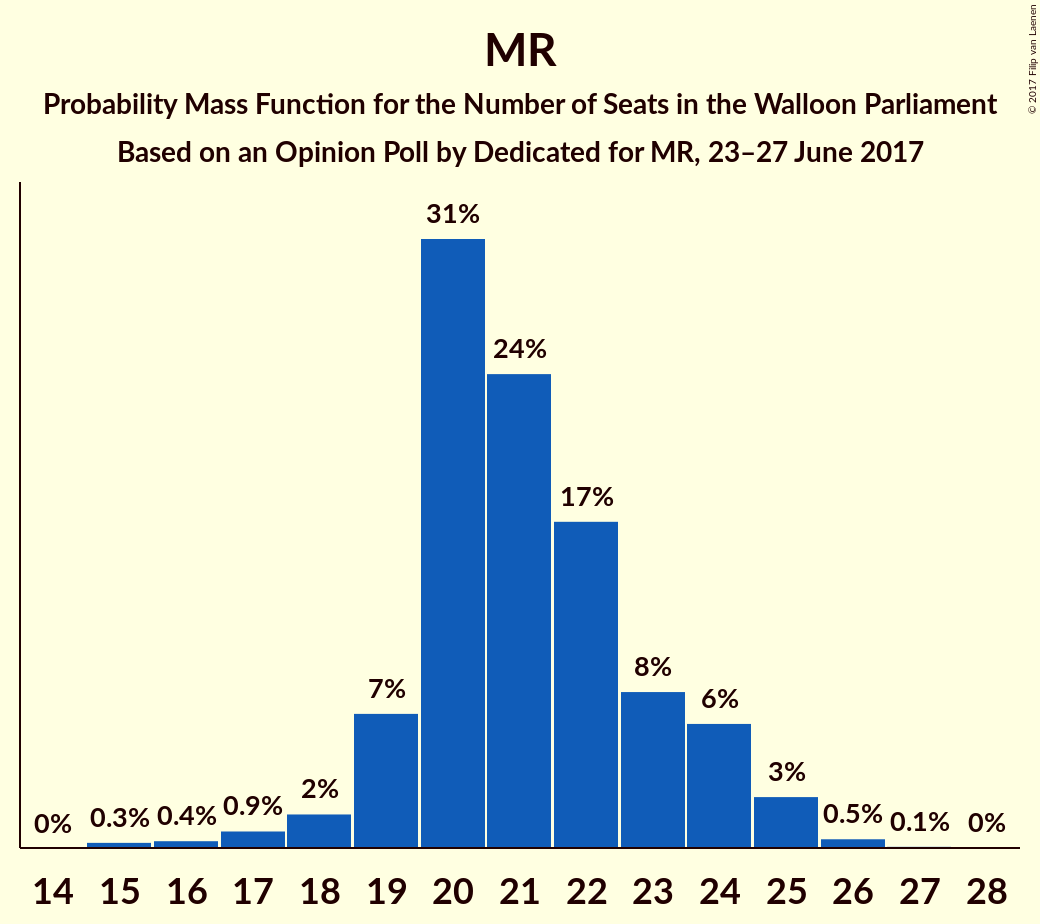 MR
Probability Mass Function for the Number of Seats in the Walloon Parliament
Based on an Opinion Poll by Dedicated for MR, 23–27 June 2017
© 2017 Filip van Laenen
0% 0.3% 0.4% 0.9% 2% 7% 31% 24% 17% 8% 6% 3% 0.5% 0.1% 0%
14 15 16 17 18 19 20 21 22 23 24 25 26 27 28